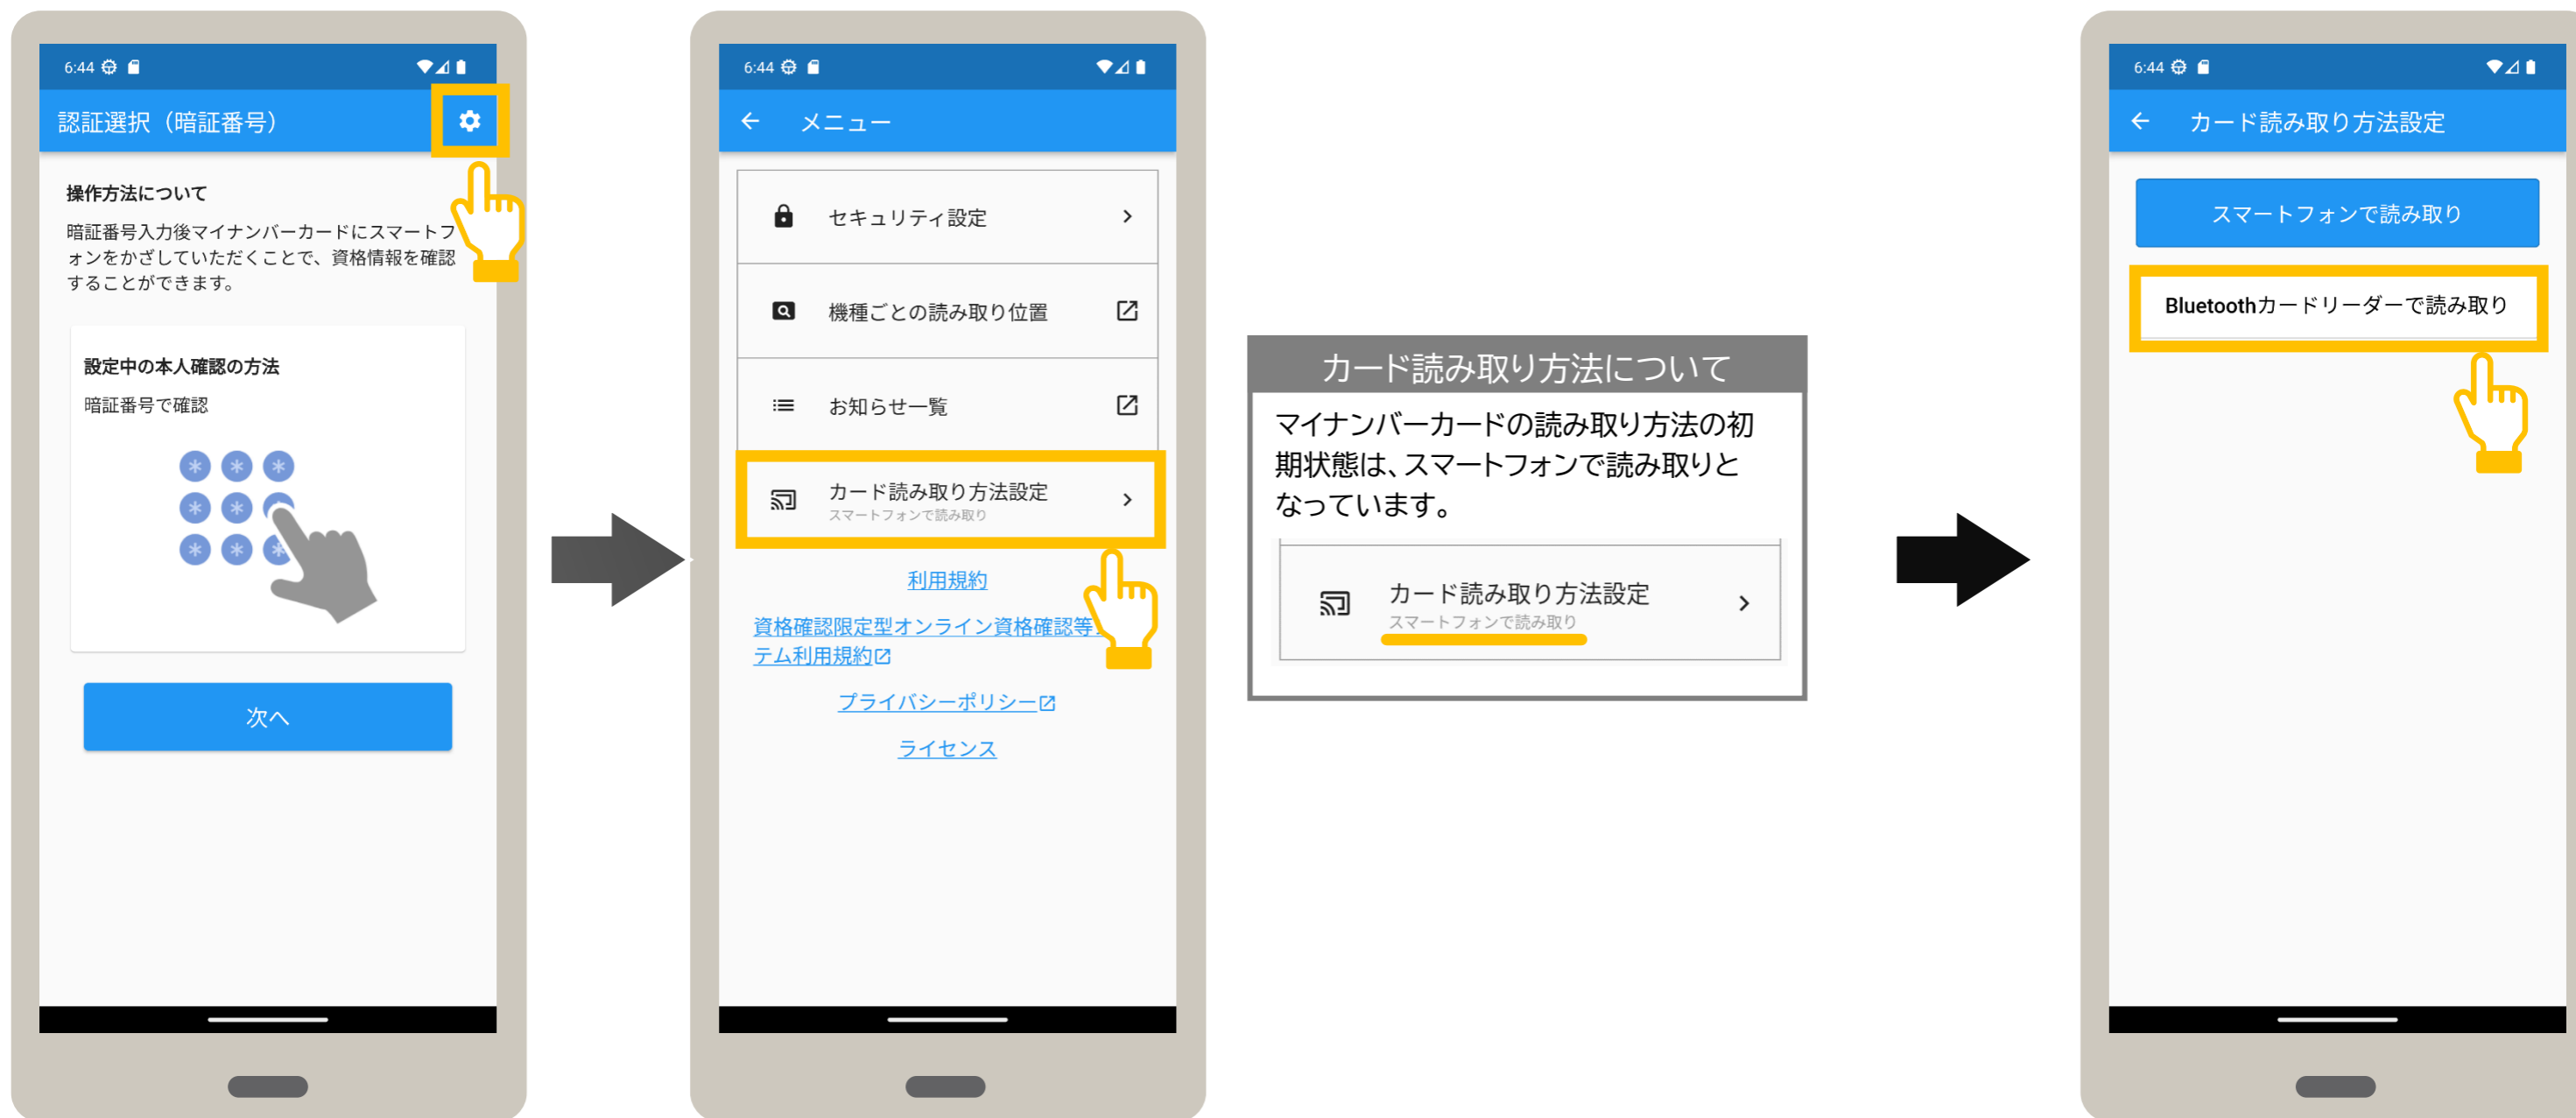 6:44
認証選択（暗証番号）
操作方法について
暗証番号入力後マイナンバーカードにスマートフ
ォンをかざしていただくことで、資格情報を確認
することができます。
設定中の本人確認の方法
暗証番号で確認
次へ
6:44
メニュー
セキュリティ設定
機種ごとの読み取り位置
お知らせ一覧
カード読み取り方法設定
スマートフォンで読み取り
利用規約
資格確認限定型オンライン資格確認等
テム利用規約
プライバシーポリシー
ライセンス
カード読み取り方法について
マイナンバーカードの読み取り方法の初
期状態は、スマートフォンで読み取りと
なっています。
カード読み取り方法設定
スマートフォンで読み取り
6:44
カード読み取り方法設定
スマートフォンで読み取り
Bluetoothカードリーダーで読み取り